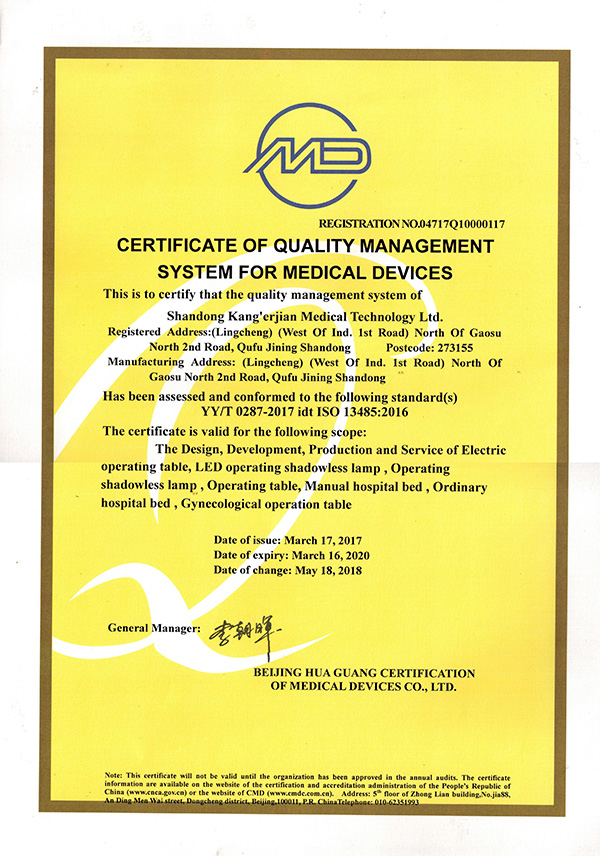 MD
REGISTRATION NO.04717Q10000117
CERTIFICATE OF QUALITY MANAGEMENT
SYSTEM FOR MEDICAL DEVICES
This is to certify that the quality management system of
Shandong Kang'erjian Medical Technology Ltd.
Registered Address:(Lingcheng) (West Of Ind. 1st Road) North Of Gaosu
North 2nd Road, Qufu Jining Shandong Postcode: 273155
Manufacturing Address: (Lingcheng) (West Of Ind. 1st Road) North Of
Gaosu North 2nd Road, Qufu Jining Shandong
Has been assessed and conformed to the following standard(s)
YY/T 0287-2017 idt ISO 13485:2016
The certificate is valid for the following scope:
The Design, Development, Production and Service of Electric
operating table, LED operating shadowless lamp , Operating
shadowless lamp , Operating table, Manual hospital bed , Ordinary
hospital bed , Gynecological operation table
Date of issue: March 17, 2017
Date of expiry: March 16, 2020
Date of change: May 18, 2018
General Manager: 李朝晖
BEIJING HUA GUANG CERTIFICATION
OF MEDICAL DEVICES CO., LTD.
Note: This certificate will not be valid until the organization has been approved in the annual audits. The certificate
information are available on the website of the certification and accreditation administration of the People's Republic of
China (www.cnca.gov.cn) or the website of CMD (www.cmdc.com.cn). Address: 5th floor of Zhong Lian building,No.jia88,
An Ding Men Wai street, Dongcheng district, Beijing,100011, P.R. ChinaTelephone: 010-62351993